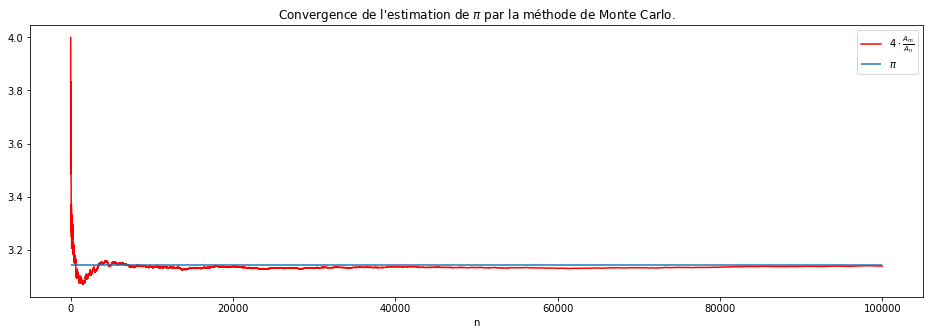 Convergence de l'estimation de π par la méthode de Monte Carlo.
4.0
3.8
3.6
3.4
3.2
4 · A_m/A_n
π
0 20000 40000 60000 80000 100000
n